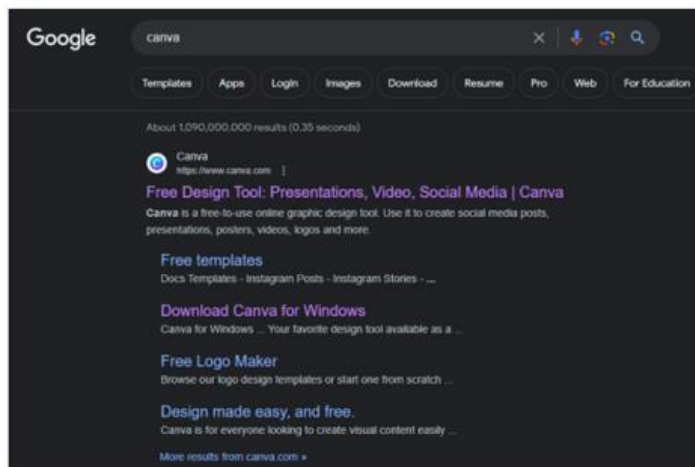 Google
canva
Templates Apps Login Images Download Resume Pro Web For Education
About 1,090,000,000 results (0.35 seconds)
Canva
https://www.canva.com
Free Design Tool: Presentations, Video, Social Media | Canva
Canva is a free-to-use online graphic design tool. Use it to create social media posts,
presentations, posters, videos, logos and more.
Free templates
Docs Templates - Instagram Posts - Instagram Stories - ...
Download Canva for Windows
Canva for Windows ... Your favorite design tool available as a ...
Free Logo Maker
Browse our logo design templates or start one from scratch ...
Design made easy, and free.
Canva is for everyone looking to create visual content easily ...
More results from canva.com »